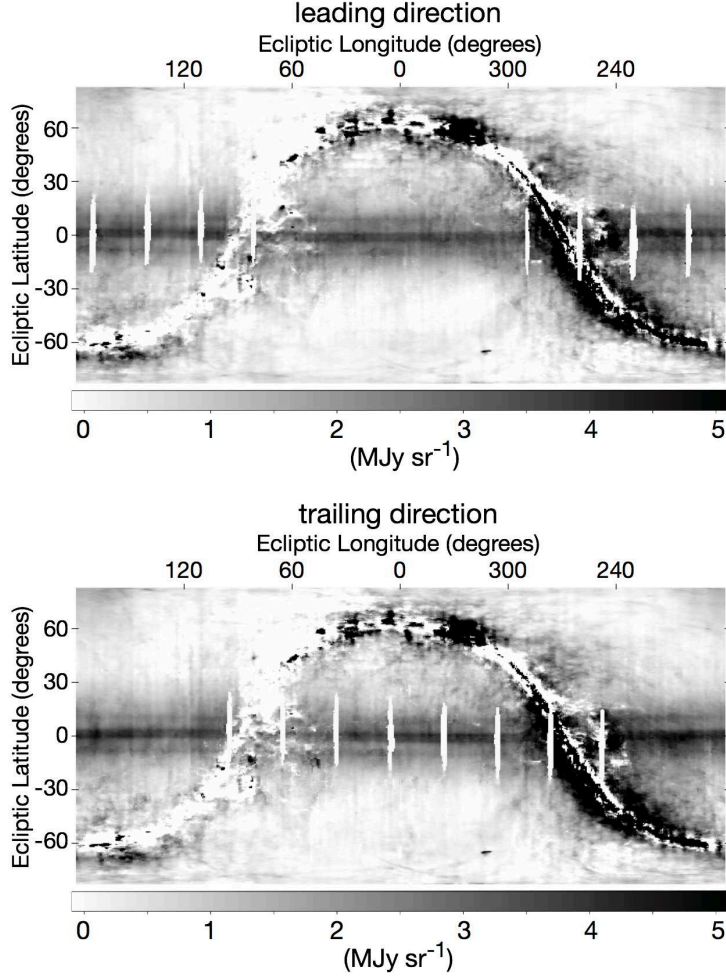 leading direction
Ecliptic Longitude (degrees)
120 60 0 300 240
Ecliptic Latitude (degrees)
60
30
0
-30
-60
0 1 2 3 4 5
(MJy sr-1)
trailing direction
Ecliptic Longitude (degrees)
120 60 0 300 240
Ecliptic Latitude (degrees)
60
30
0
-30
-60
0 1 2 3 4 5
(MJy sr-1)